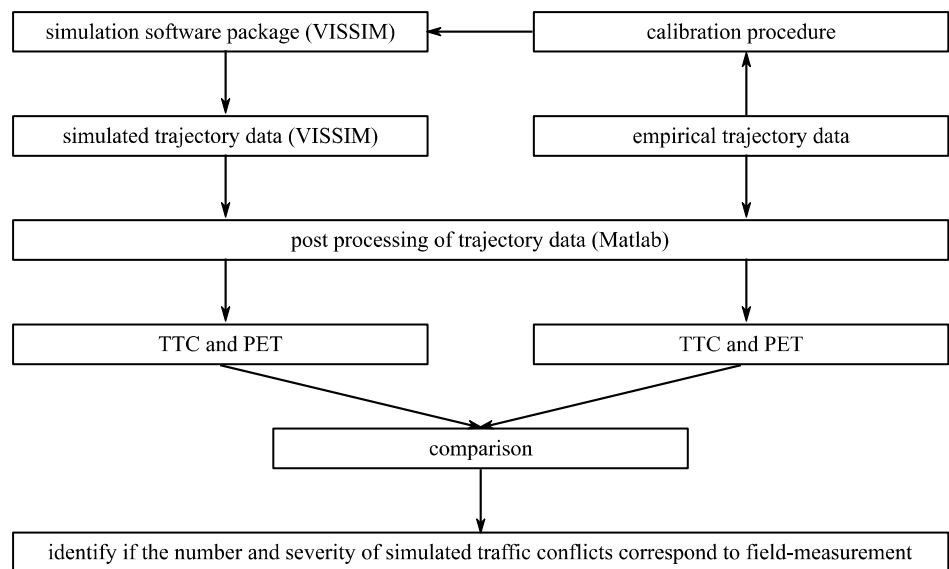 simulation software package (VISSIM)
calibration procedure
simulated trajectory data (VISSIM)
empirical trajectory data
post processing of trajectory data (Matlab)
TTC and PET
TTC and PET
comparison
identify if the number and severity of simulated traffic conflicts correspond to field-measurement